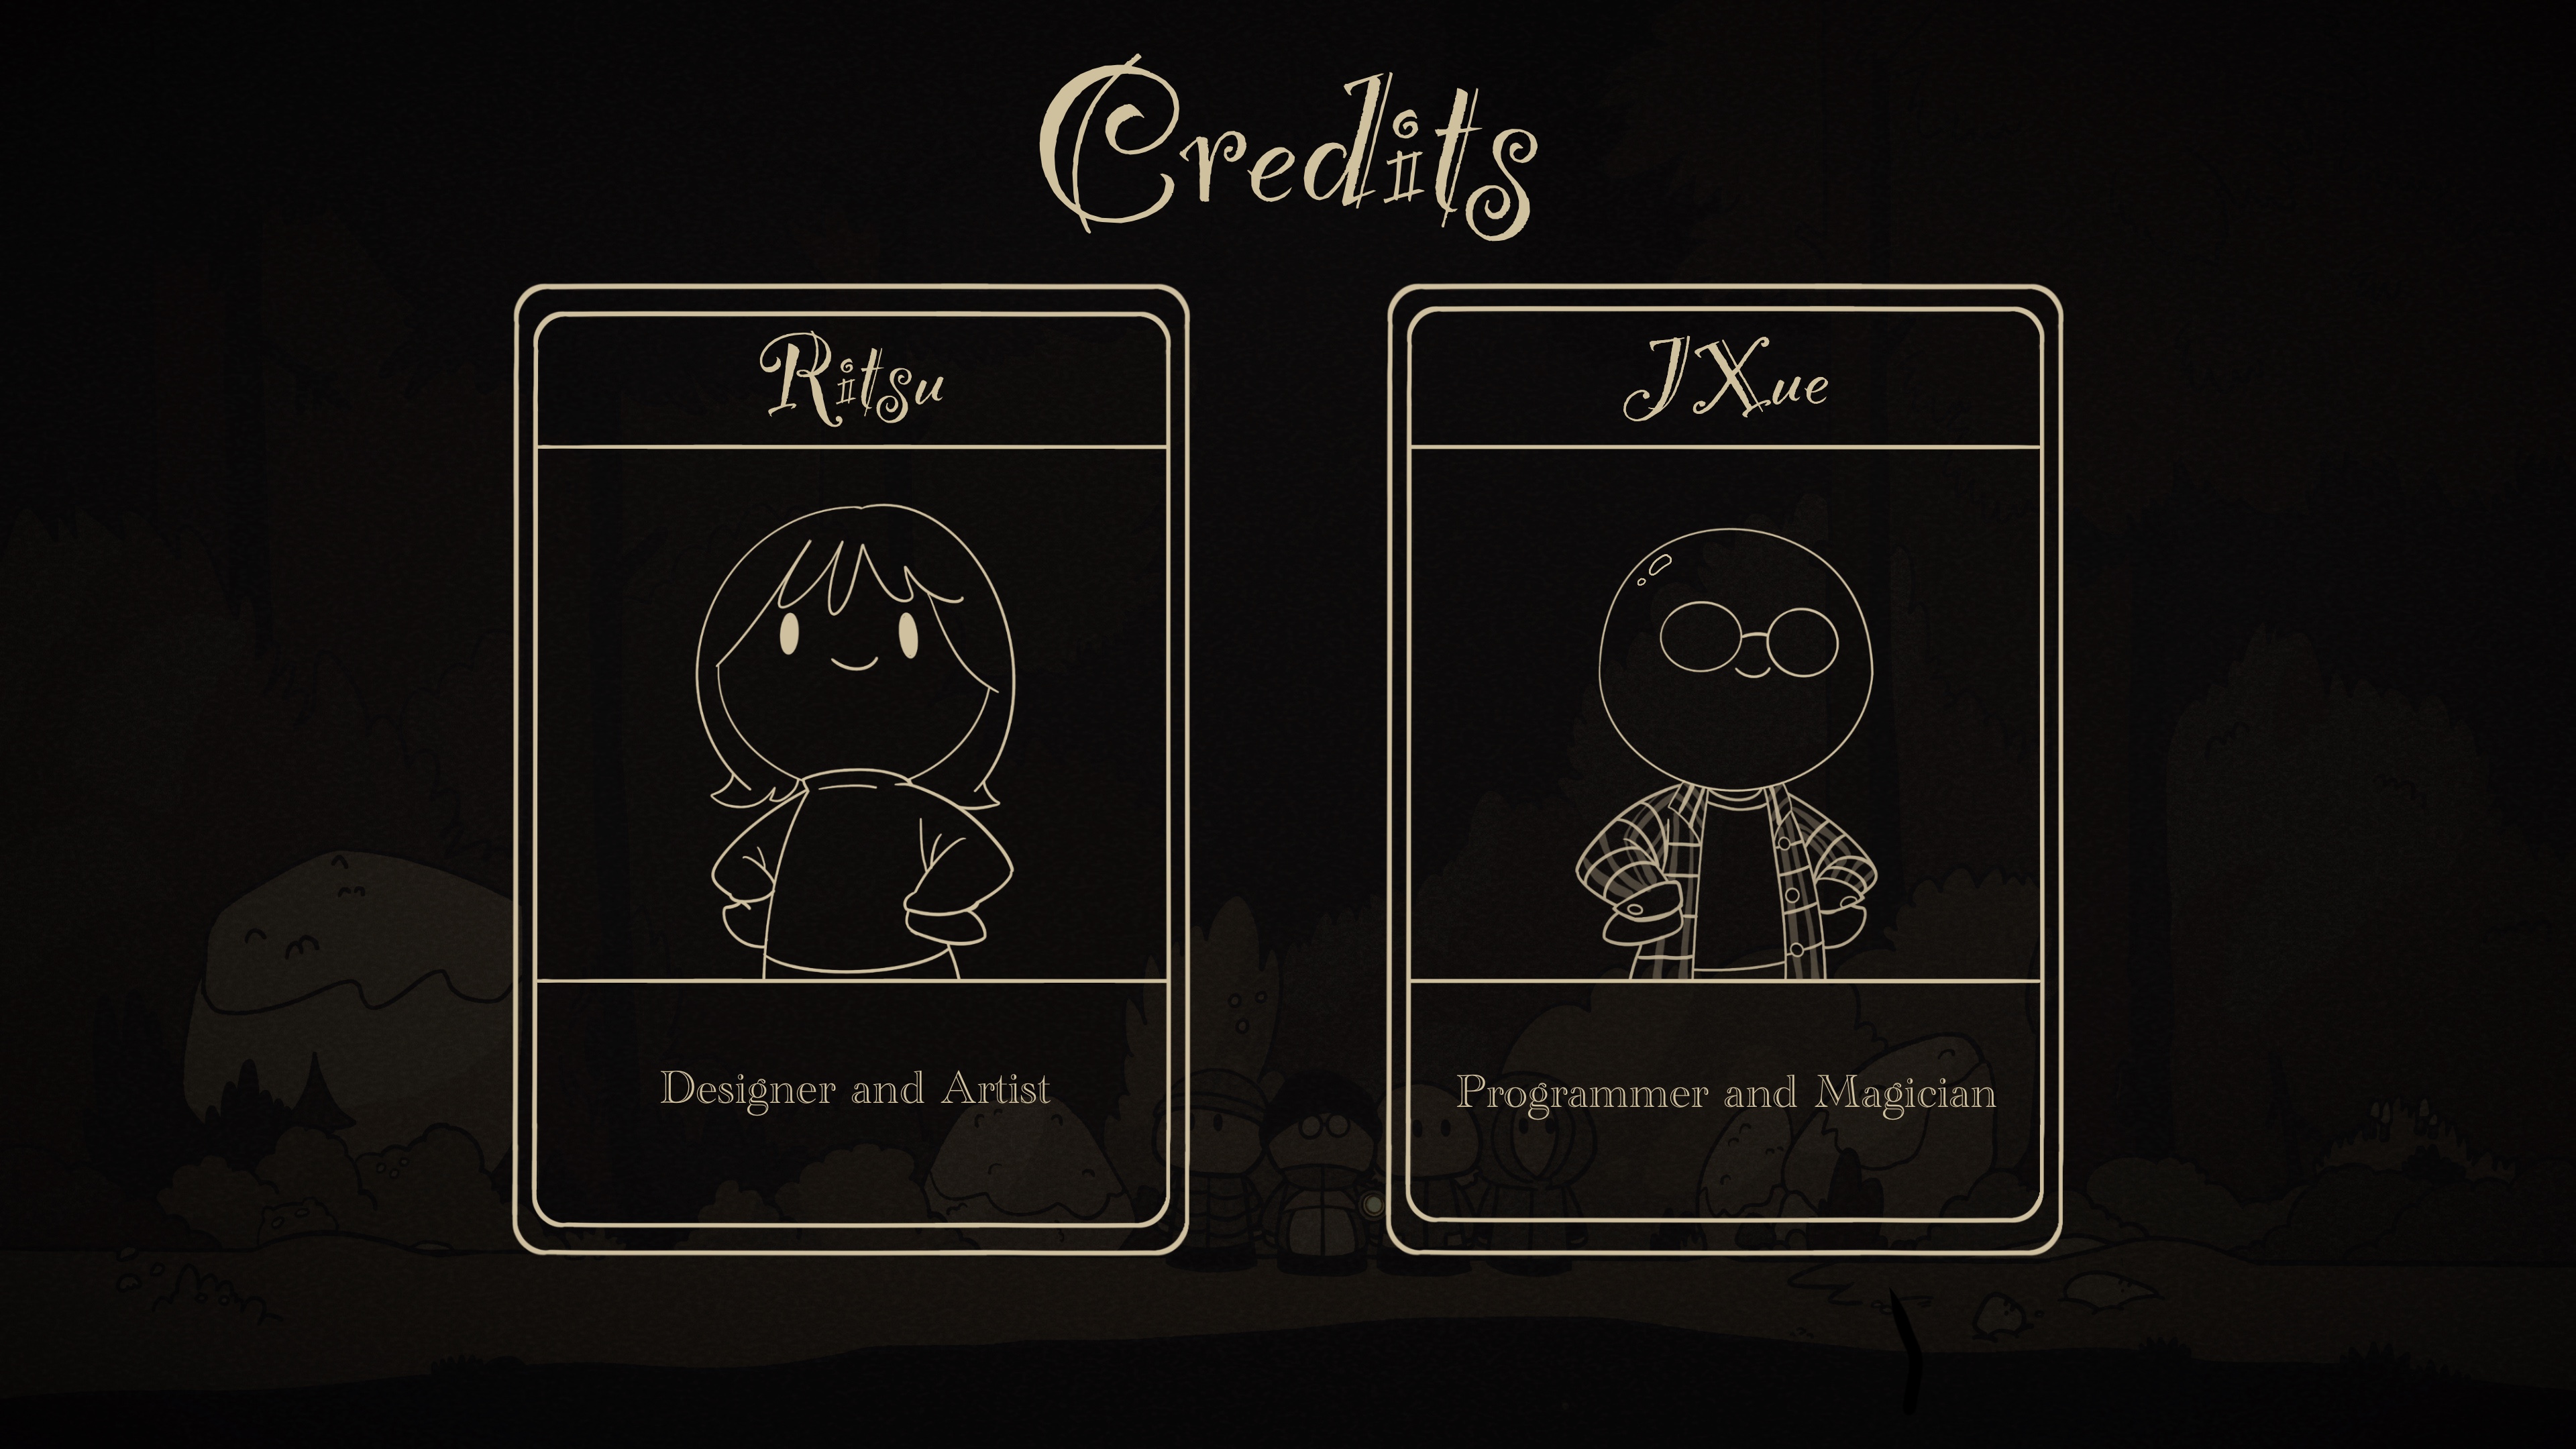 Credits
Ritsu
JXue
Designer and Artist
Programmer and Magician